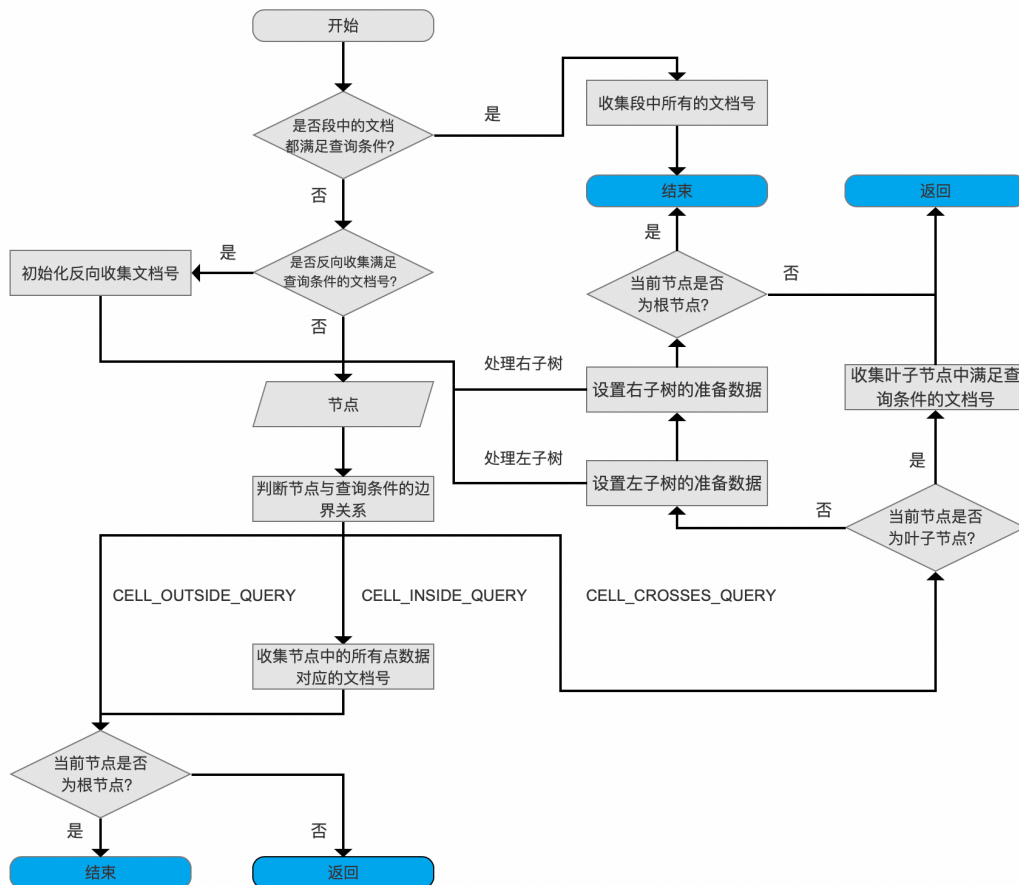 开始
是
收集段中所有的文档号
是否段中的文档
都满足查询条件?
否
结束
返回
是
是
否
初始化反向收集文档号
是否反向收集满足
查询条件的文档号?
当前节点是否
为根节点?
否
处理右子树
设置右子树的准备数据
收集叶子节点中满足查
询条件的文档号
节点
处理左子树
是
判断节点与查询条件的边
界关系
设置左子树的准备数据
否
当前节点是否
为叶子节点?
CELL_OUTSIDE_QUERY
CELL_INSIDE_QUERY
CELL_CROSSES_QUERY
收集节点中的所有点数据
对应的文档号
当前节点是否
为根节点?
是
否
结束
返回